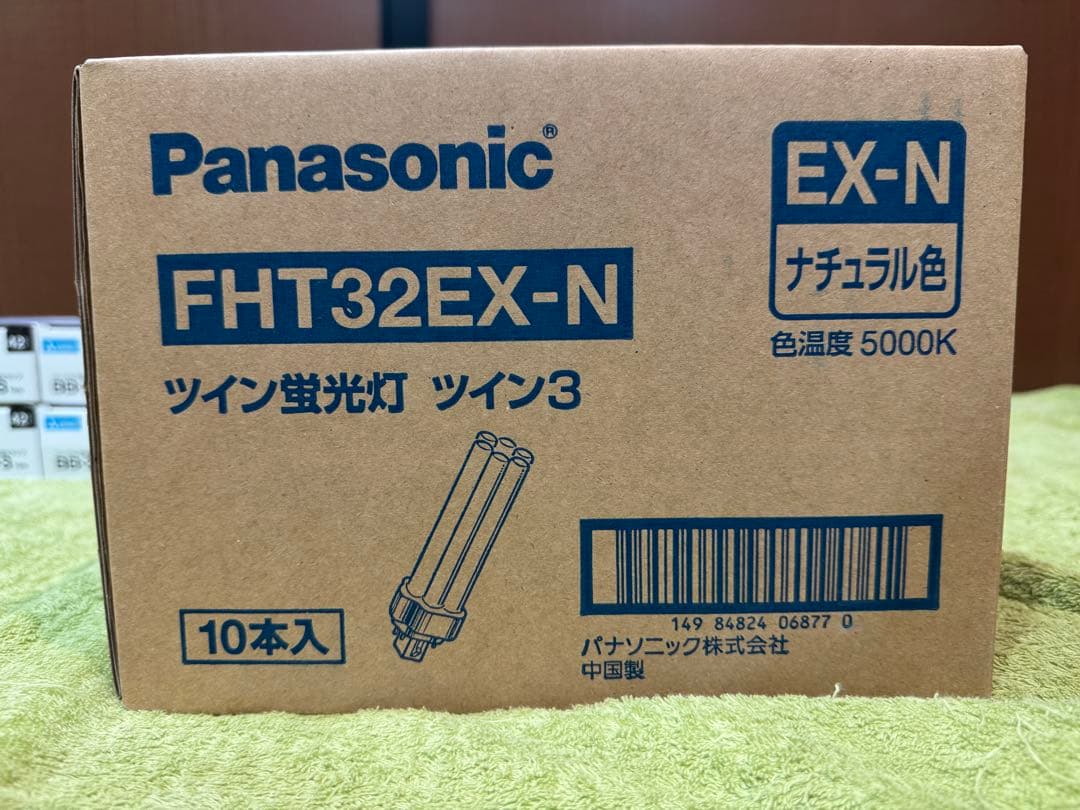 Panasonic®
EX-N
ナチュラル色
色温度 5000K
FHT32EX-N
ツイン蛍光灯 ツイン3
10本入
149 84824 06877 0
パナソニック株式会社
中国製
42
42